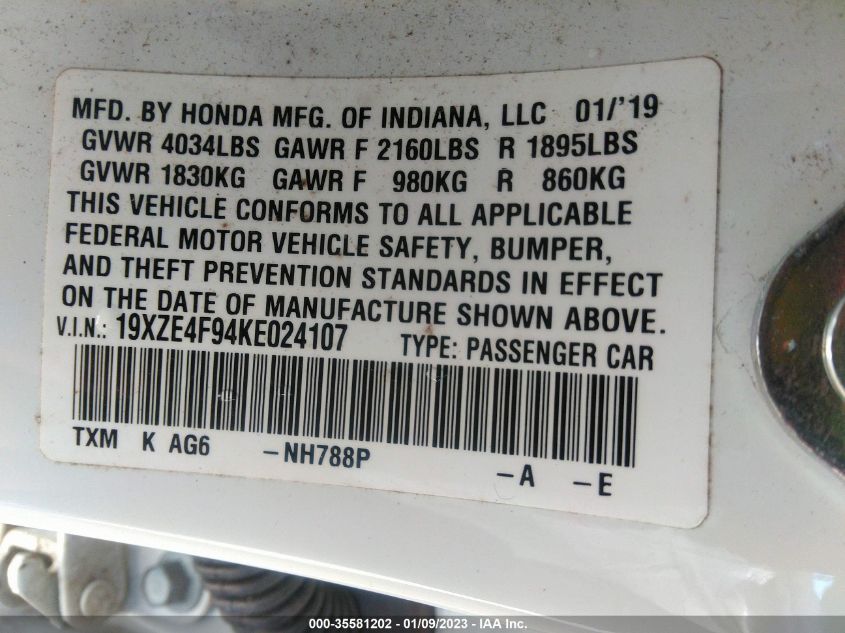 MFD. BY HONDA MFG. OF INDIANA, LLC 01/'19
GVWR 4034LBS GAWR F 2160LBS R 1895LBS
GVWR 1830KG GAWR F 980KG R 860KG
THIS VEHICLE CONFORMS TO ALL APPLICABLE
FEDERAL MOTOR VEHICLE SAFETY, BUMPER,
AND THEFT PREVENTION STANDARDS IN EFFECT
ON THE DATE OF MANUFACTURE SHOWN ABOVE.
V.I.N.: 19XZE4F94KE024107 TYPE: PASSENGER CAR
TXM K AG6 -NH788P -A -E
000-35581202 - 01/09/2023 - © IAA Inc.